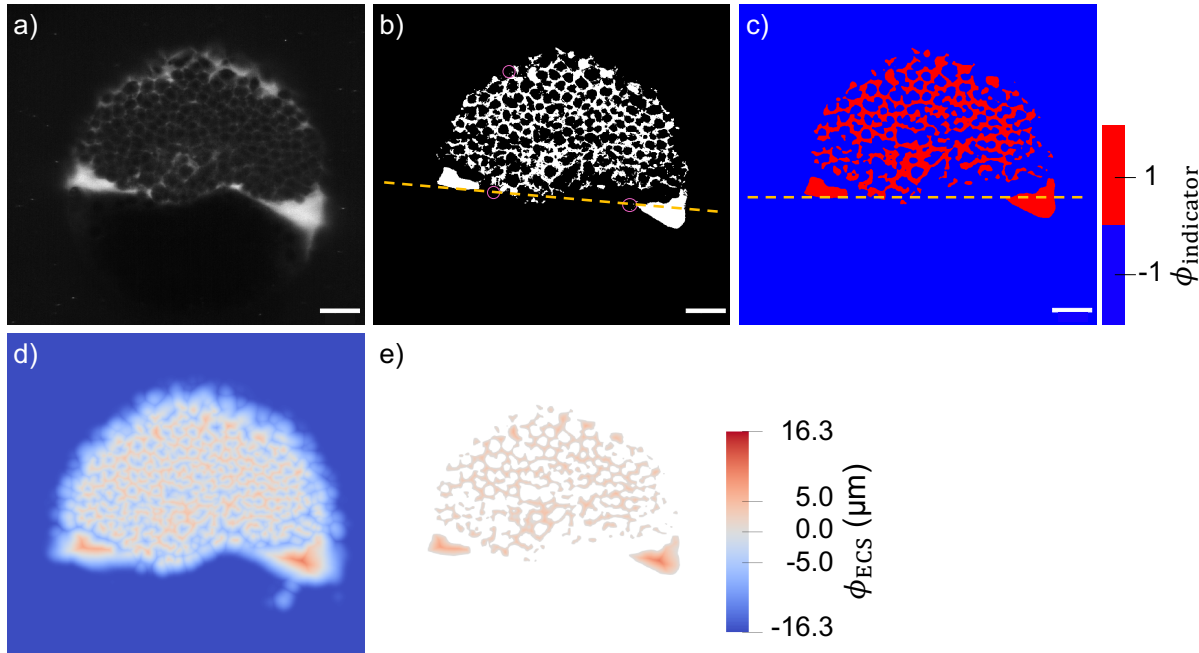 a)
b)
c)
1
-1
ϕindicator
d)
e)
16.3
5.0
0.0
-5.0
-16.3
ϕECS (µm)